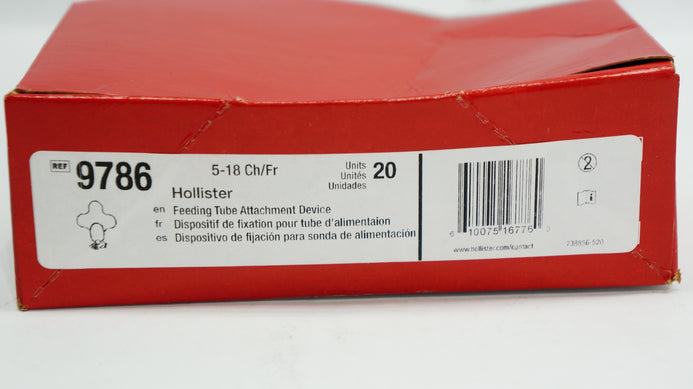 REF 9786
5-18 Ch/Fr
Units
Unités 20
Unidades
Hollister
en Feeding Tube Attachment Device
fr Dispositif de fixation pour tube d'alimentaion
es Dispositivo de fijación para sonda de alimentación
6 10075 16776 0
www.hollister.com/contact
2
i
738856-520